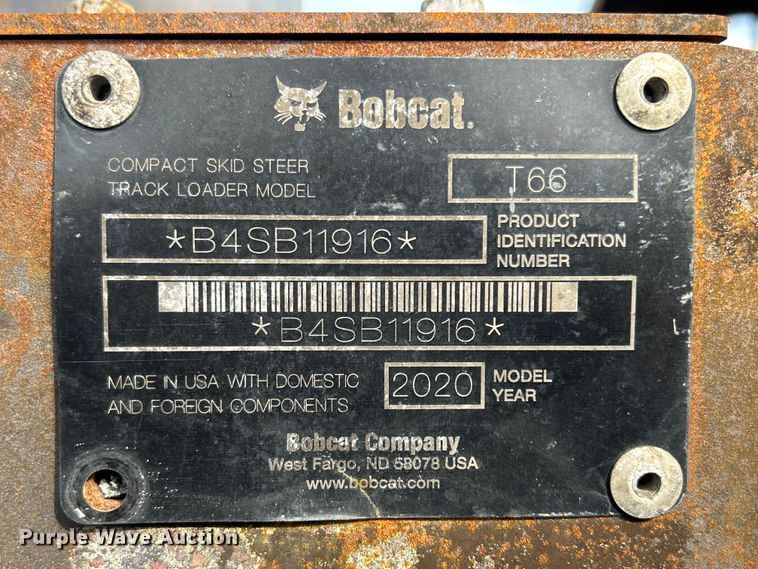 Bobcat.
COMPACT SKID STEER
TRACK LOADER MODEL
T66
*B4SB11916*
PRODUCT
IDENTIFICATION
NUMBER
*B4SB11916*
MADE IN USA WITH DOMESTIC
AND FOREIGN COMPONENTS
2020
MODEL
YEAR
Bobcat Company
West Fargo, ND 58078 USA
www.bobcat.com
Purple Wave Auction